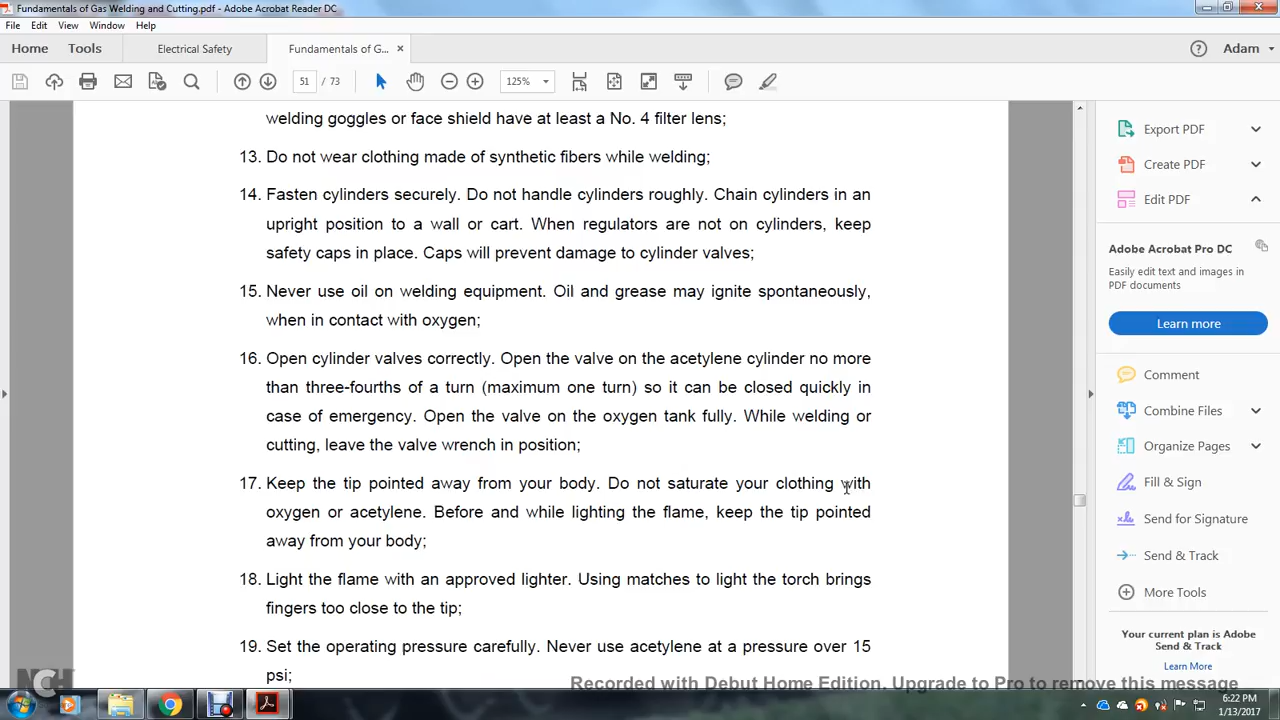 Fundamentals of Gas Welding and Cutting.pdf - Adobe Acrobat Reader DC
File Edit View Window Help
Home Tools Electrical Safety Fundamentals of G... × Adam
51 / 73 125%
welding goggles or face shield have at least a No. 4 filter lens;
13. Do not wear clothing made of synthetic fibers while welding;
14. Fasten cylinders securely. Do not handle cylinders roughly. Chain cylinders in an
upright position to a wall or cart. When regulators are not on cylinders, keep
safety caps in place. Caps will prevent damage to cylinder valves;
15. Never use oil on welding equipment. Oil and grease may ignite spontaneously,
when in contact with oxygen;
16. Open cylinder valves correctly. Open the valve on the acetylene cylinder no more
than three-fourths of a turn (maximum one turn) so it can be closed quickly in
case of emergency. Open the valve on the oxygen tank fully. While welding or
cutting, leave the valve wrench in position;
17. Keep the tip pointed away from your body. Do not saturate your clothing with
oxygen or acetylene. Before and while lighting the flame, keep the tip pointed
away from your body;
18. Light the flame with an approved lighter. Using matches to light the torch brings
fingers too close to the tip;
19. Set the operating pressure carefully. Never use acetylene at a pressure over 15
psi;
Export PDF
Create PDF
Edit PDF
Adobe Acrobat Pro DC
Easily edit text and images in
PDF documents
Learn more
Comment
Combine Files
Organize Pages
Fill & Sign
Send for Signature
Send & Track
More Tools
Your current plan is Adobe
Send & Track
Learn More
NCH
Recorded with Debut Home Edition. Upgrade to Pro to remove this message
6:22 PM
1/13/2017